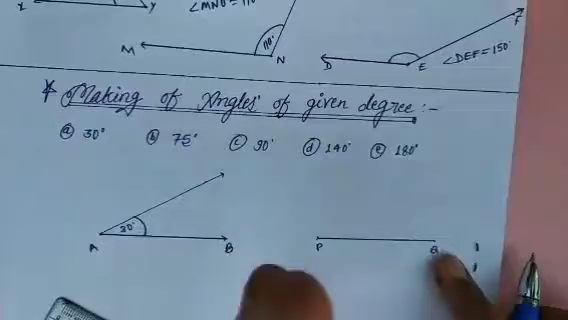 X Y ∠MNO = 110°
M 110° N
D E F ∠DEF = 150°
* Making of Angles of given degree :-
(a) 30° (b) 75° (c) 90° (d) 140° (e) 180°
30°
A B P Q